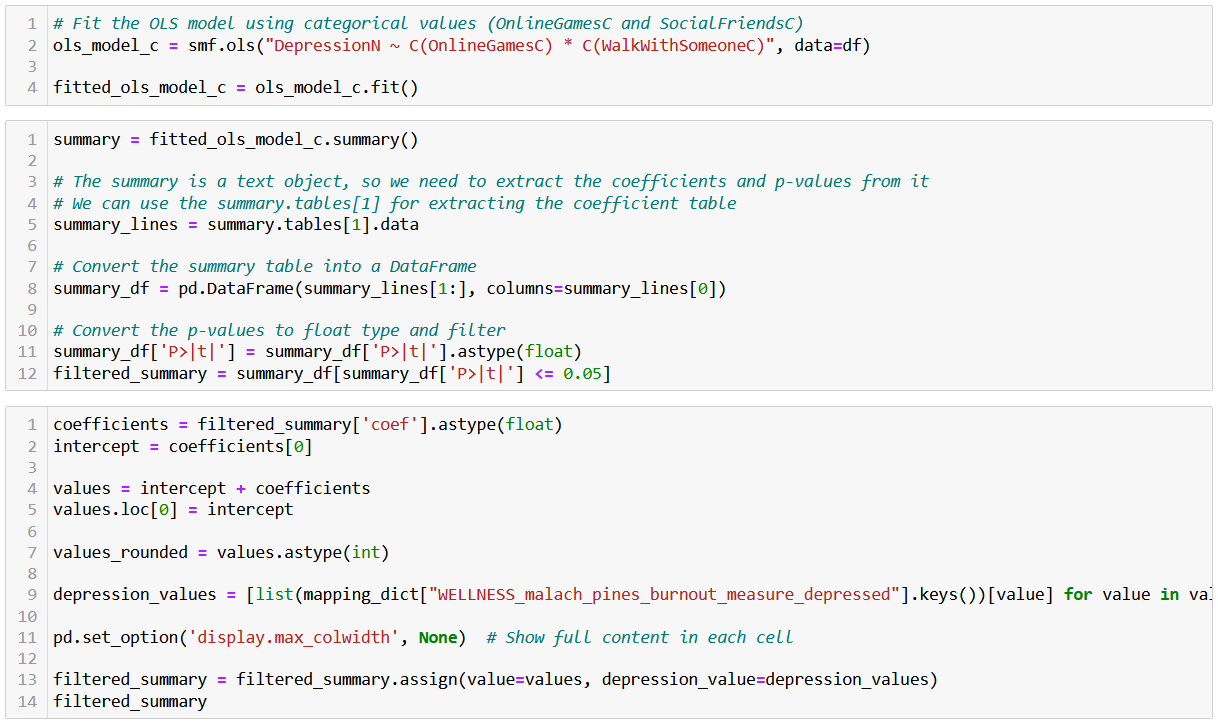 1 # Fit the OLS model using categorical values (OnlineGamesC and SocialFriendsC)
2 ols_model_c = smf.ols("DepressionN ~ C(OnlineGamesC) * C(WalkWithSomeoneC)", data=df)
3
4 fitted_ols_model_c = ols_model_c.fit()
1 summary = fitted_ols_model_c.summary()
2
3 # The summary is a text object, so we need to extract the coefficients and p-values from it
4 # We can use the summary.tables[1] for extracting the coefficient table
5 summary_lines = summary.tables[1].data
6
7 # Convert the summary table into a DataFrame
8 summary_df = pd.DataFrame(summary_lines[1:], columns=summary_lines[0])
9
10 # Convert the p-values to float type and filter
11 summary_df['P>|t|'] = summary_df['P>|t|'].astype(float)
12 filtered_summary = summary_df[summary_df['P>|t|'] <= 0.05]
1 coefficients = filtered_summary['coef'].astype(float)
2 intercept = coefficients[0]
3
4 values = intercept + coefficients
5 values.loc[0] = intercept
6
7 values_rounded = values.astype(int)
8
9 depression_values = [list(mapping_dict["WELLNESS_malach_pines_burnout_measure_depressed"].keys())[value] for value in val
10
11 pd.set_option('display.max_colwidth', None)  # Show full content in each cell
12
13 filtered_summary = filtered_summary.assign(value=values, depression_value=depression_values)
14 filtered_summary